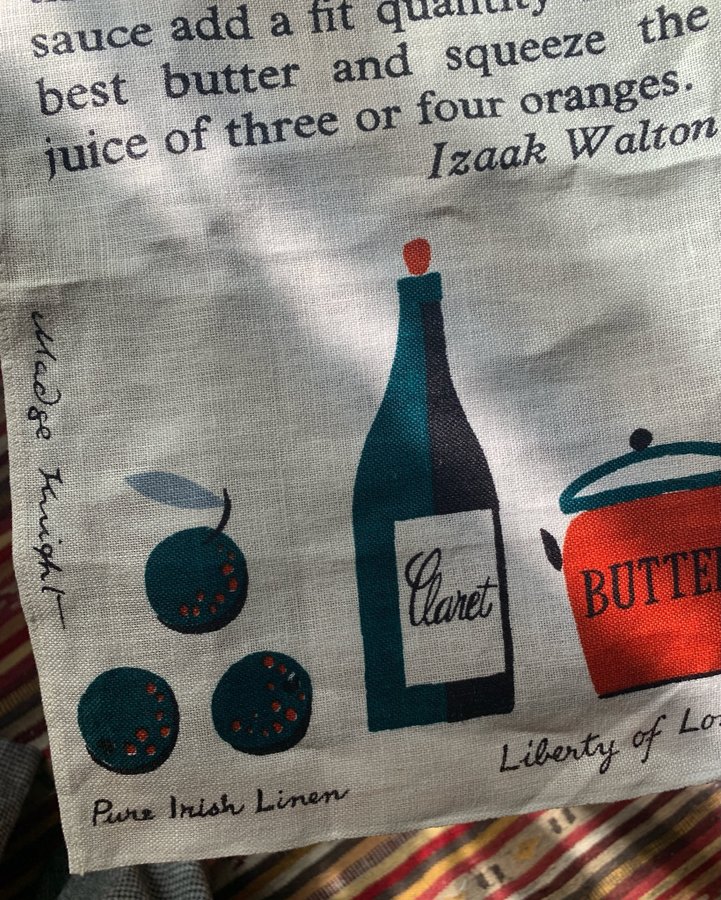 sauce add a fit quantity
best butter and squeeze the
juice of three or four oranges.
Izaak Walton
Madge Knight
Claret
BUTTE
Pure Irish Linen
Liberty of Lo